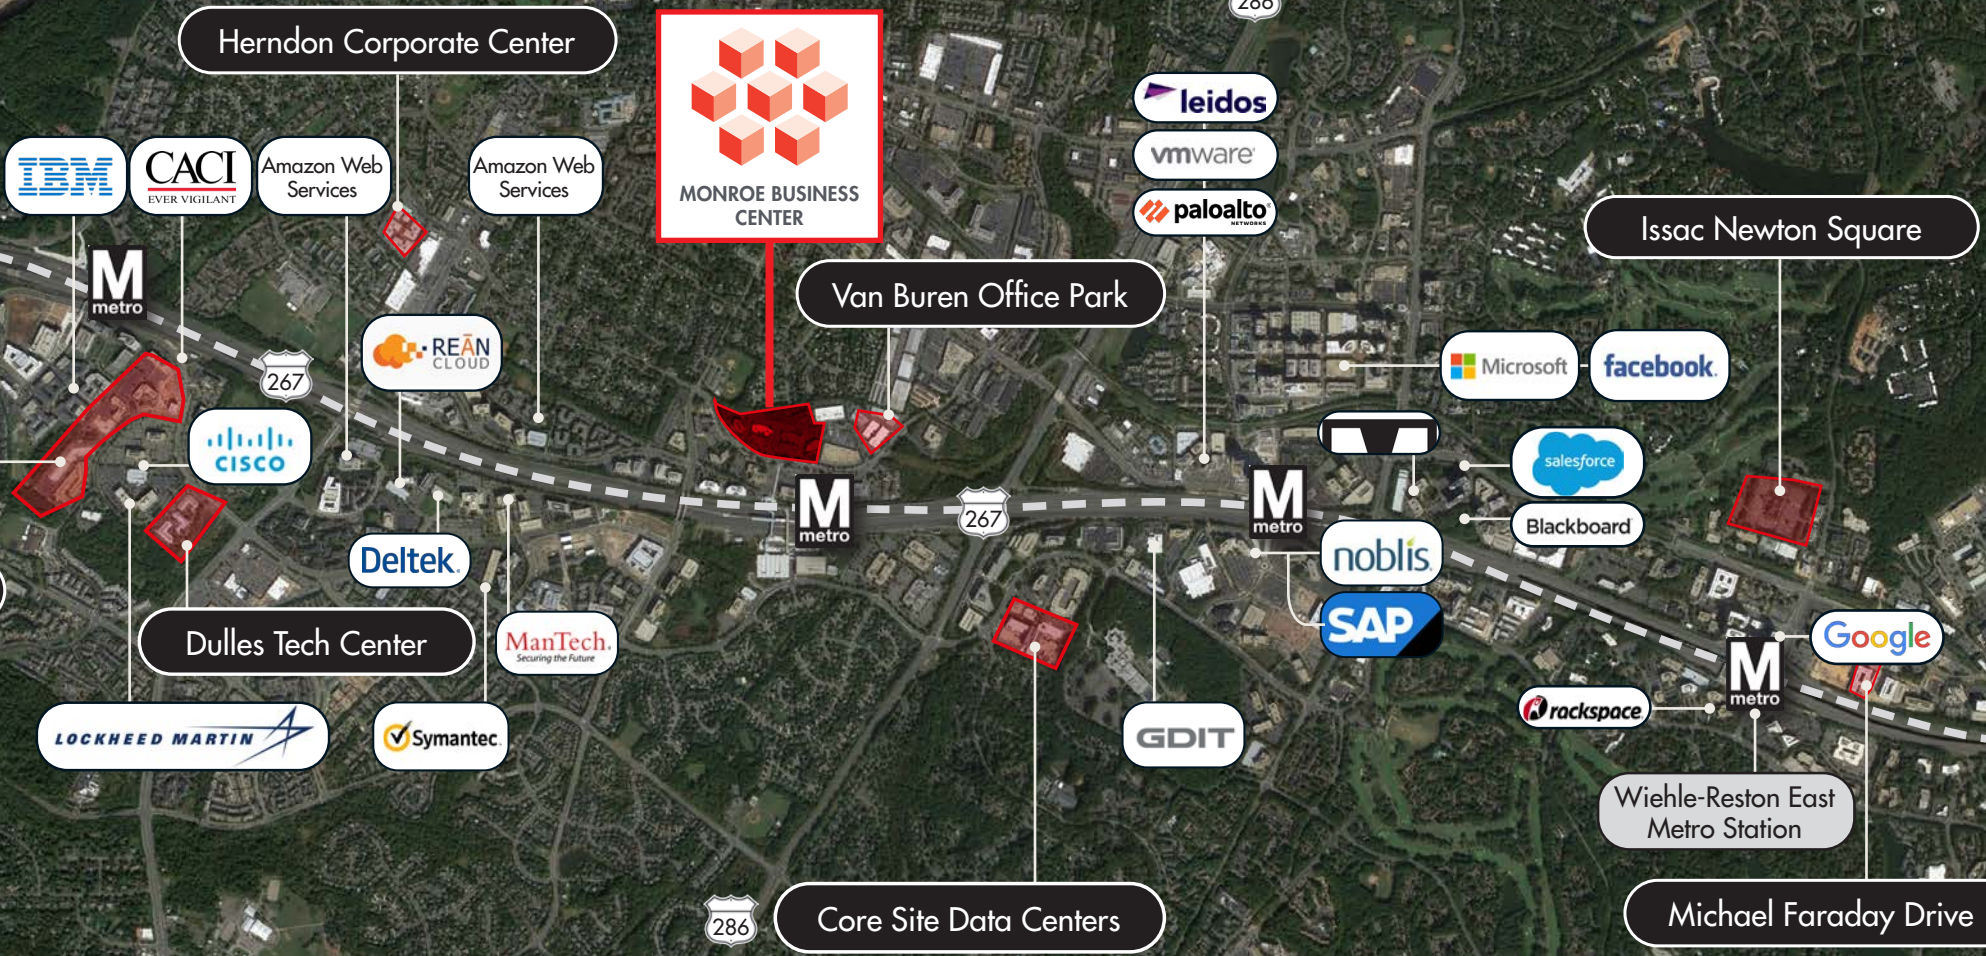 286
Herndon Corporate Center
MONROE BUSINESS
CENTER
leidos
vmware
paloalto
NETWORKS
IBM
CACI
EVER VIGILANT
Amazon Web
Services
Amazon Web
Services
Issac Newton Square
M
metro
Van Buren Office Park
REĀN
CLOUD
267
Microsoft
facebook.
CISCO
salesforce
M
metro
M
metro
267
Blackboard
noblis.
Deltek.
SAP
ManTech.
Securing the Future
Dulles Tech Center
Google
M
metro
rackspace
LOCKHEED MARTIN
Symantec.
GDIT
Wiehle-Reston East
Metro Station
286
Core Site Data Centers
Michael Faraday Drive